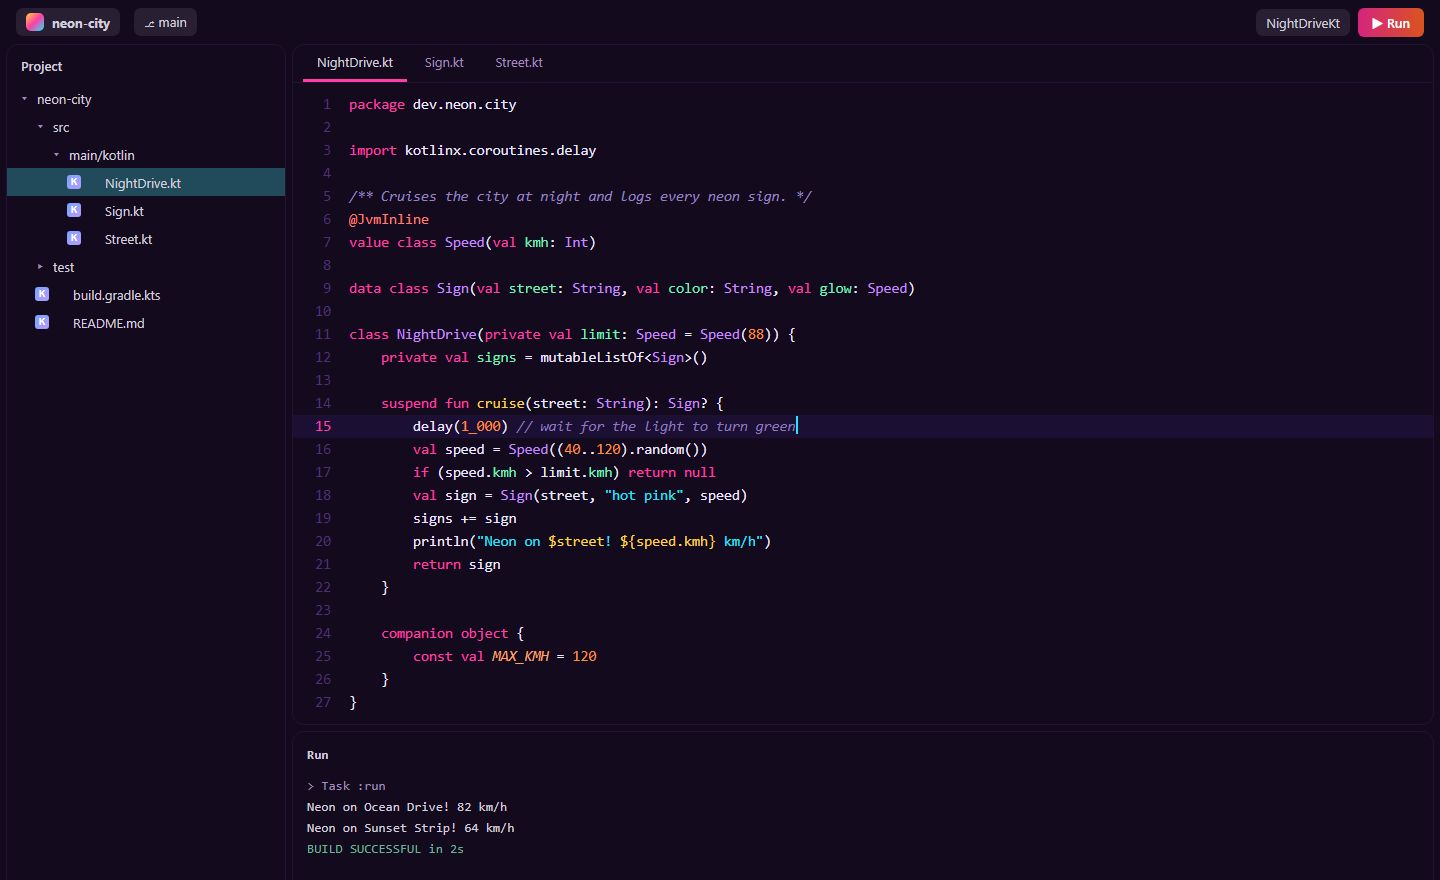 neon-city
main
NightDriveKt
Run
Project
neon-city
src
main/kotlin
K NightDrive.kt
K Sign.kt
K Street.kt
test
K build.gradle.kts
K README.md
NightDrive.kt Sign.kt Street.kt
1 package dev.neon.city
2
3 import kotlinx.coroutines.delay
4
5 /** Cruises the city at night and logs every neon sign. */
6 @JvmInline
7 value class Speed(val kmh: Int)
8
9 data class Sign(val street: String, val color: String, val glow: Speed)
10
11 class NightDrive(private val limit: Speed = Speed(88)) {
12     private val signs = mutableListOf<Sign>()
13
14     suspend fun cruise(street: String): Sign? {
15         delay(1_000) // wait for the light to turn green
16         val speed = Speed((40..120).random())
17         if (speed.kmh > limit.kmh) return null
18         val sign = Sign(street, "hot pink", speed)
19         signs += sign
20         println("Neon on $street! ${speed.kmh} km/h")
21         return sign
22     }
23
24     companion object {
25         const val MAX_KMH = 120
26     }
27 }
Run
> Task :run
Neon on Ocean Drive! 82 km/h
Neon on Sunset Strip! 64 km/h
BUILD SUCCESSFUL in 2s